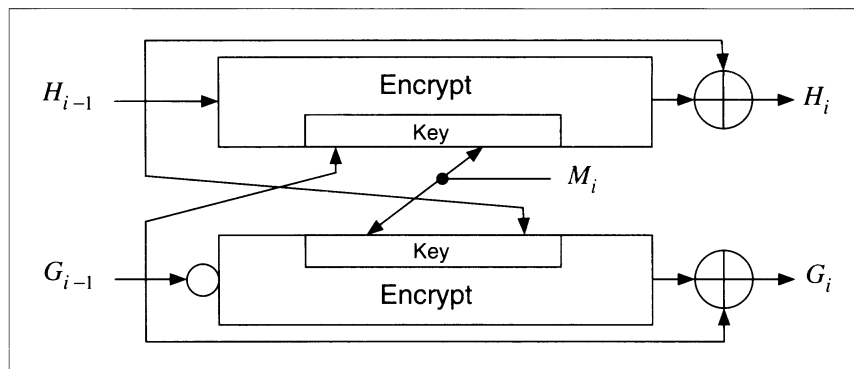 Encrypt
H_{i-1}
H_i
Key
M_i
Key
G_{i-1}
G_i
Encrypt